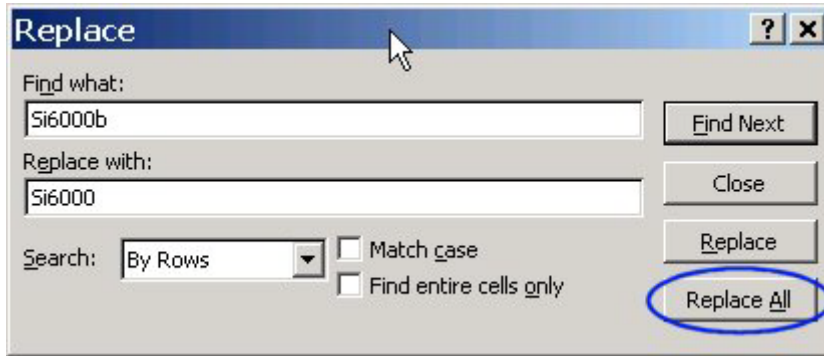 Replace
Find what:
Si6000b
Find Next
Replace with:
Si6000
Close
Search:
By Rows
Match case
Replace
Find entire cells only
Replace All